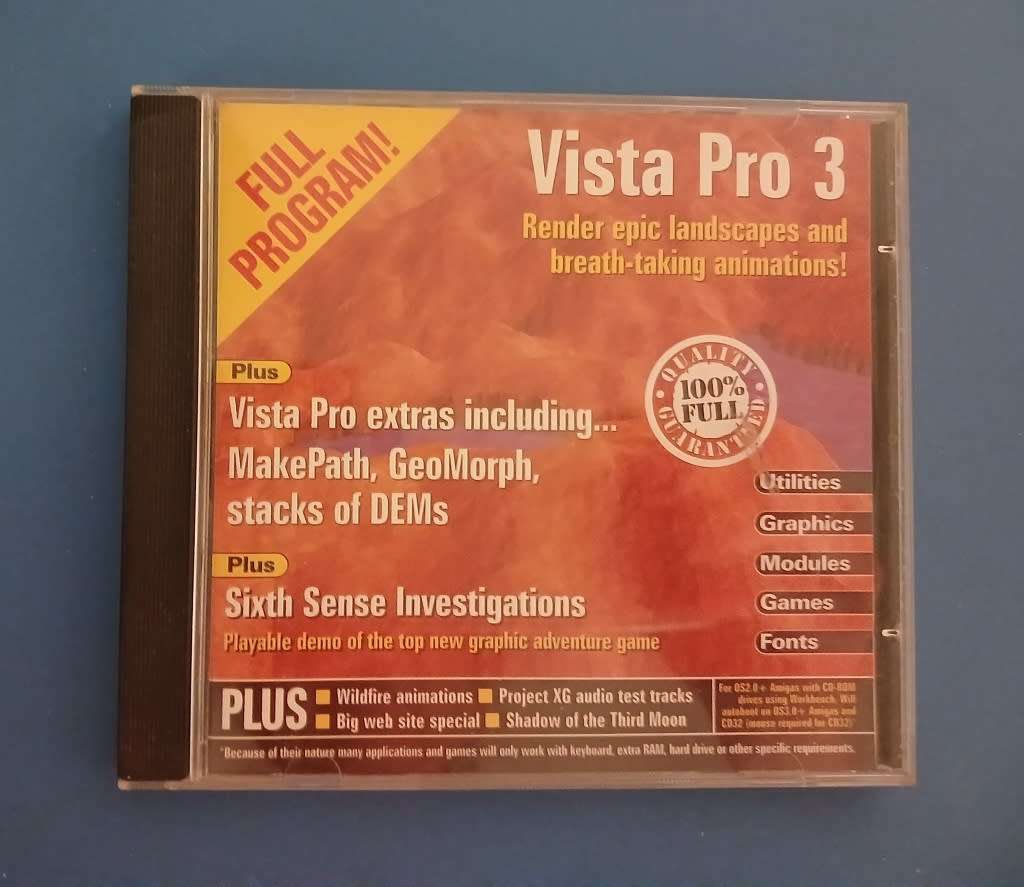 FULL
PROGRAM!
Vista Pro 3
Render epic landscapes and
breath-taking animations!
QUALITY
100%
FULL
GUARANTEED
Plus
Vista Pro extras including...
MakePath, GeoMorph,
stacks of DEMs
Plus
Sixth Sense Investigations
Playable demo of the top new graphic adventure game
Utilities
Graphics
Modules
Games
Fonts
PLUS
Wildfire animations Project XG audio test tracks
Big web site special Shadow of the Third Moon
For OS2.0+ Amigas with CD-ROM
drives using Workbench. Will
autoboot on OS3.0+ Amigas and
CD32 (mouse required for CD32)*
*Because of their nature many applications and games will only work with keyboard, extra RAM, hard drive or other specific requirements.